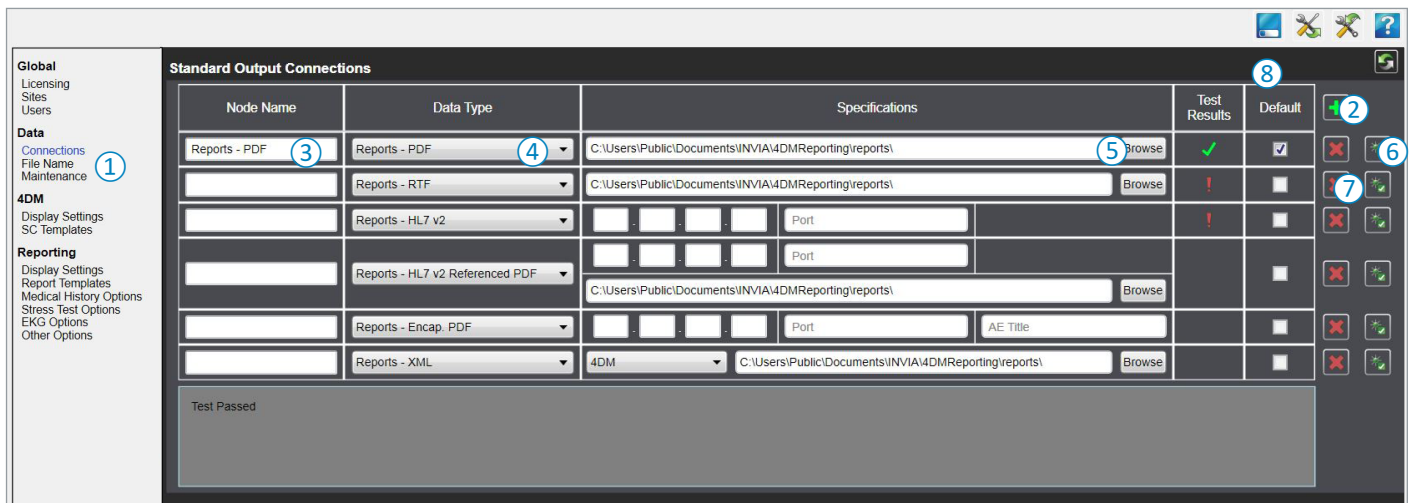 ?
Global
Licensing
Sites
Users
Data
Connections
File Name
Maintenance
1
4DM
Display Settings
SC Templates
Reporting
Display Settings
Report Templates
Medical History Options
Stress Test Options
EKG Options
Other Options
Standard Output Connections
8
Node Name Data Type Specifications Test Results Default 2
Reports - PDF 3 Reports - PDF 4 C:\Users\Public\Documents\INVIA\4DMReporting\reports\ 5 Browse 6
Reports - RTF C:\Users\Public\Documents\INVIA\4DMReporting\reports\ Browse ! 7
Reports - HL7 v2 . . . Port !
Reports - HL7 v2 Referenced PDF . . . Port
C:\Users\Public\Documents\INVIA\4DMReporting\reports\ Browse
Reports - Encap. PDF . . . Port AE Title
Reports - XML 4DM C:\Users\Public\Documents\INVIA\4DMReporting\reports\ Browse
Test Passed